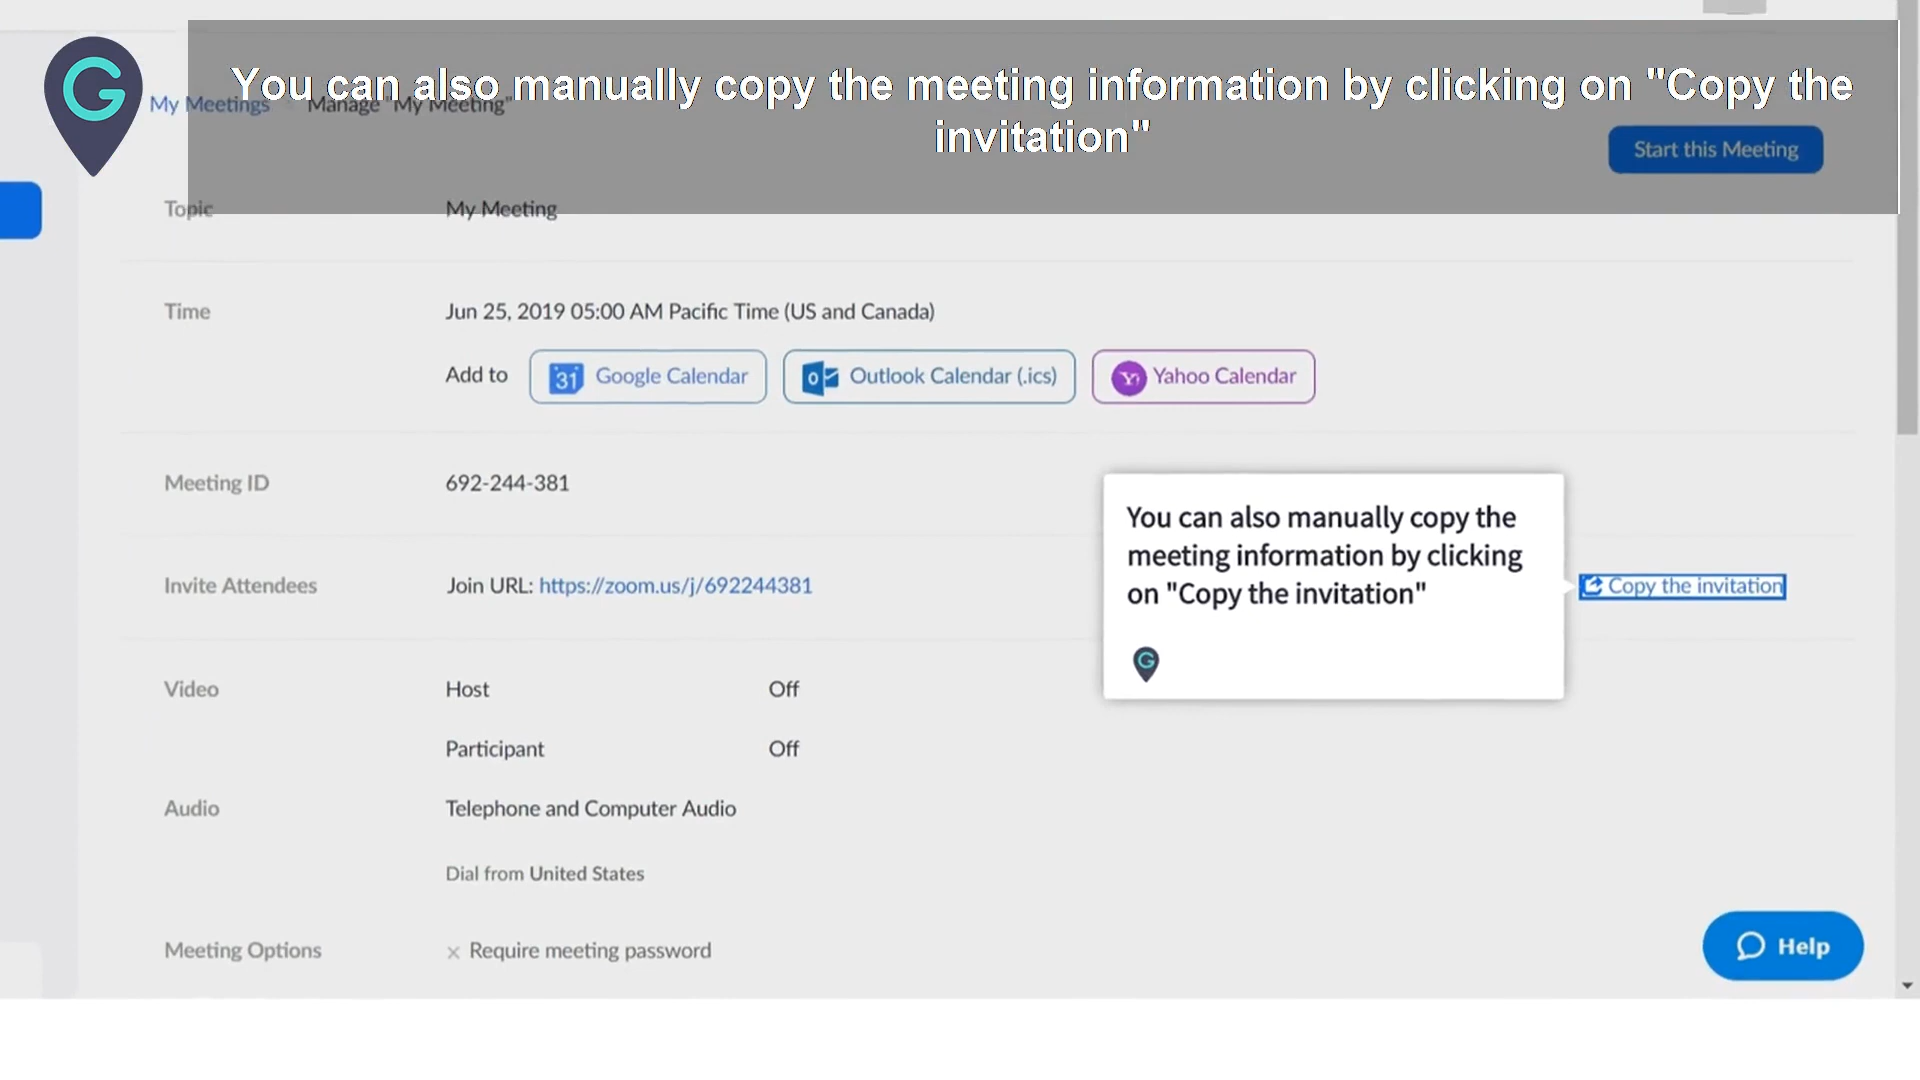 You can also manually copy the meeting information by clicking on "Copy the
invitation"
My Meetings Manage "My Meeting"
Start this Meeting
Topic My Meeting
Time Jun 25, 2019 05:00 AM Pacific Time (US and Canada)
Add to 31 Google Calendar Outlook Calendar (.ics) Yahoo Calendar
Meeting ID 692-244-381
You can also manually copy the
meeting information by clicking
on "Copy the invitation"
Invite Attendees Join URL: https://zoom.us/j/692244381 Copy the invitation
Video Host Off
Participant Off
Audio Telephone and Computer Audio
Dial from United States
Meeting Options × Require meeting password
Help